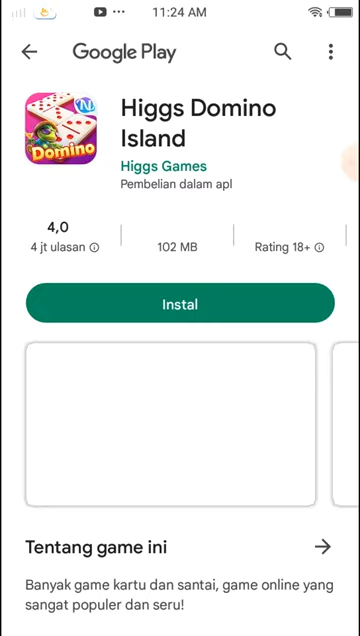 11:24 AM
Google Play
N
Domino
Higgs Domino
Island
Higgs Games
Pembelian dalam apl
4,0
4 jt ulasan
102 MB
Rating 18+
Instal
Tentang game ini
Banyak game kartu dan santai, game online yang
sangat populer dan seru!